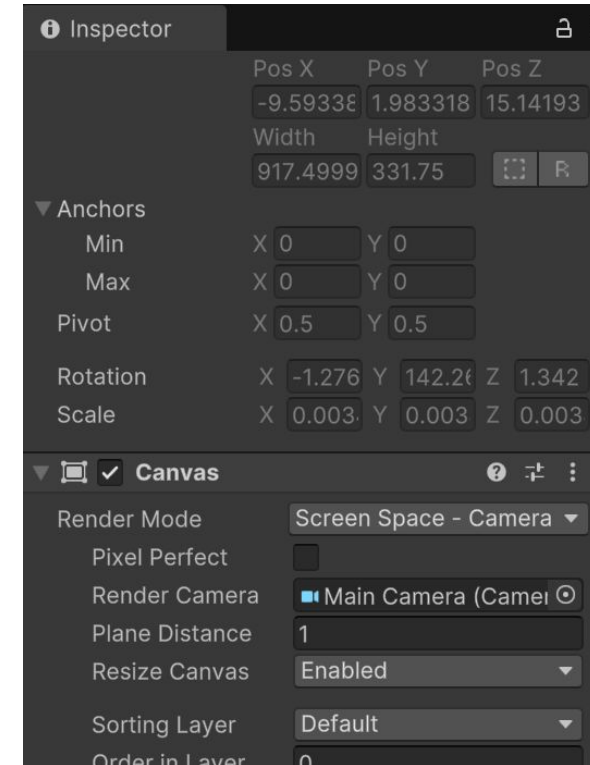 Inspector
Pos X Pos Y Pos Z
-9.59338 1.983318 15.14193
Width Height
917.4999 331.75 R
Anchors
Min X 0 Y 0
Max X 0 Y 0
Pivot X 0.5 Y 0.5
Rotation X -1.276 Y 142.26 Z 1.342
Scale X 0.003 Y 0.003 Z 0.003
Canvas
Render Mode Screen Space - Camera
Pixel Perfect
Render Camera Main Camera (Camer
Plane Distance 1
Resize Canvas Enabled
Sorting Layer Default
Order in Layer 0